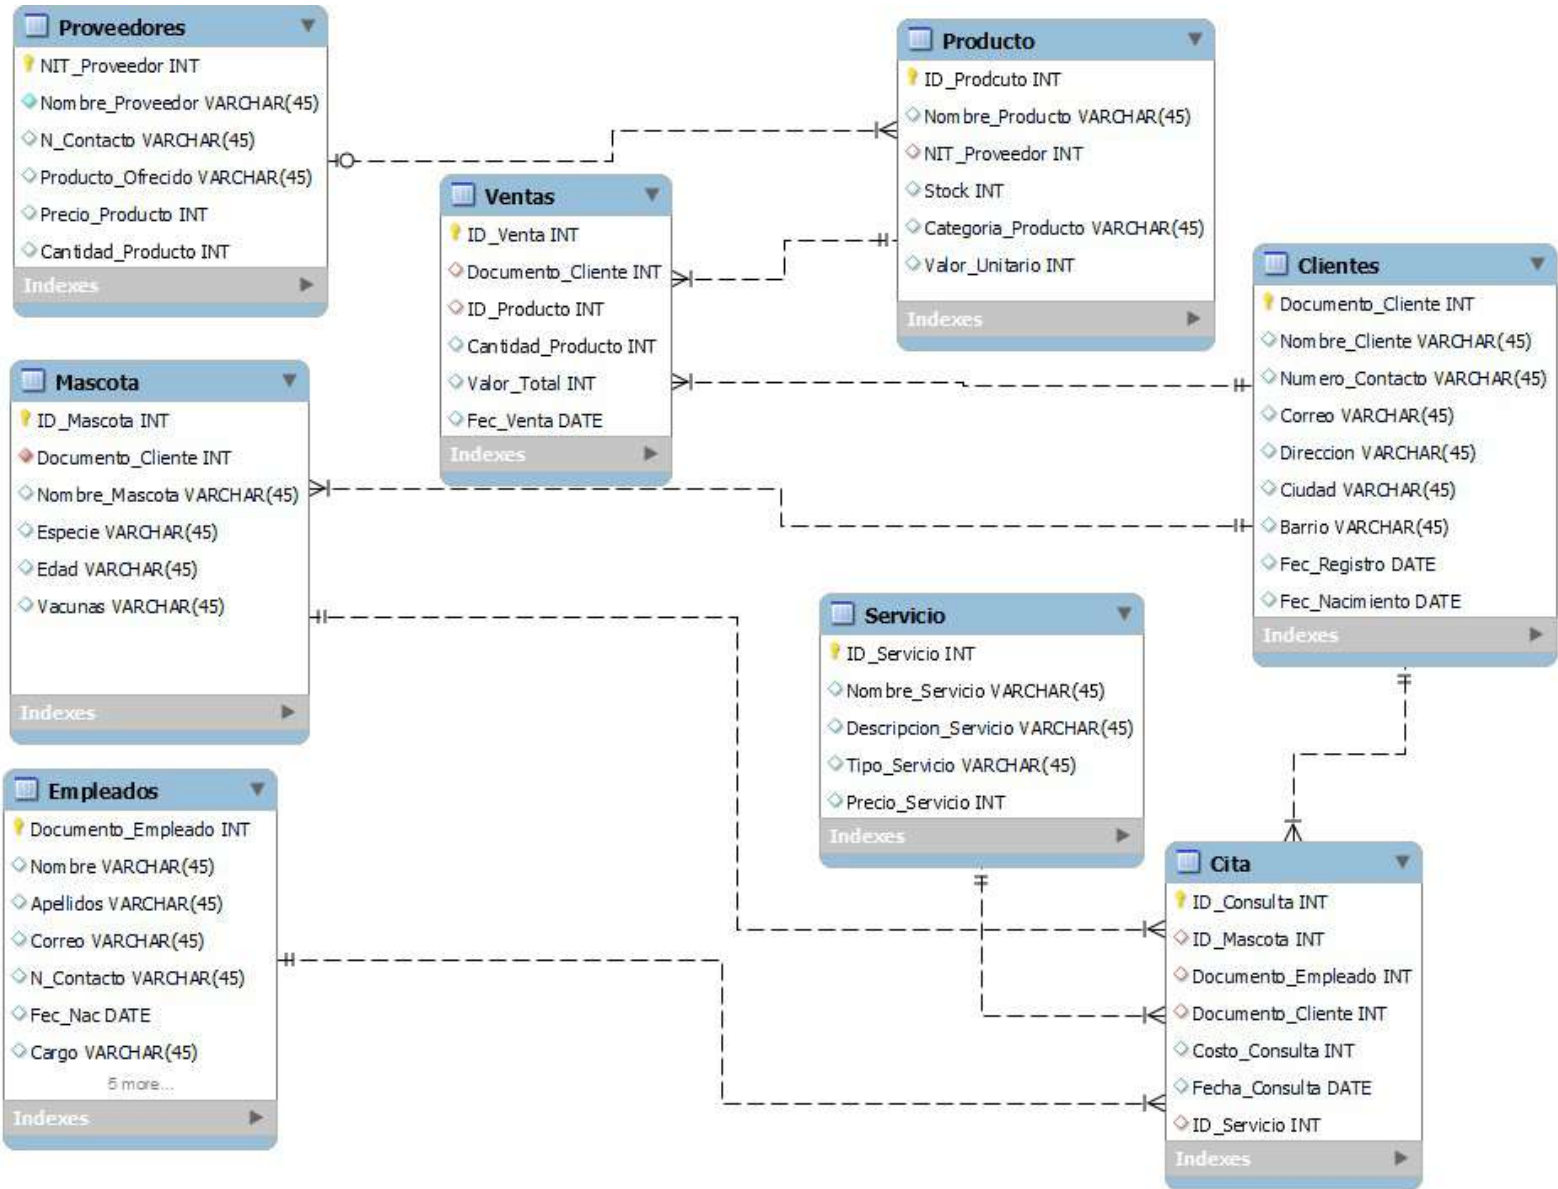 Proveedores
NIT_Proveedor INT
Nombre_Proveedor VARCHAR(45)
N_Contacto VARCHAR(45)
Producto_Ofrecido VARCHAR(45)
Precio_Producto INT
Cantidad_Producto INT
Indexes
Producto
ID_Prodcuto INT
Nombre_Producto VARCHAR(45)
NIT_Proveedor INT
Stock INT
Categoria_Producto VARCHAR(45)
Valor_Unitario INT
Indexes
Ventas
ID_Venta INT
Documento_Cliente INT
ID_Producto INT
Cantidad_Producto INT
Valor_Total INT
Fec_Venta DATE
Indexes
Clientes
Documento_Cliente INT
Nombre_Cliente VARCHAR(45)
Numero_Contacto VARCHAR(45)
Correo VARCHAR(45)
Direccion VARCHAR(45)
Ciudad VARCHAR(45)
Barrio VARCHAR(45)
Fec_Registro DATE
Fec_Nacimiento DATE
Indexes
Mascota
ID_Mascota INT
Documento_Cliente INT
Nombre_Mascota VARCHAR(45)
Especie VARCHAR(45)
Edad VARCHAR(45)
Vacunas VARCHAR(45)
Indexes
Servicio
ID_Servicio INT
Nombre_Servicio VARCHAR(45)
Descripcion_Servicio VARCHAR(45)
Tipo_Servicio VARCHAR(45)
Precio_Servicio INT
Indexes
Empleados
Documento_Empleado INT
Nombre VARCHAR(45)
Apellidos VARCHAR(45)
Correo VARCHAR(45)
N_Contacto VARCHAR(45)
Fec_Nac DATE
Cargo VARCHAR(45)
5 more...
Indexes
Cita
ID_Consulta INT
ID_Mascota INT
Documento_Empleado INT
Documento_Cliente INT
Costo_Consulta INT
Fecha_Consulta DATE
ID_Servicio INT
Indexes